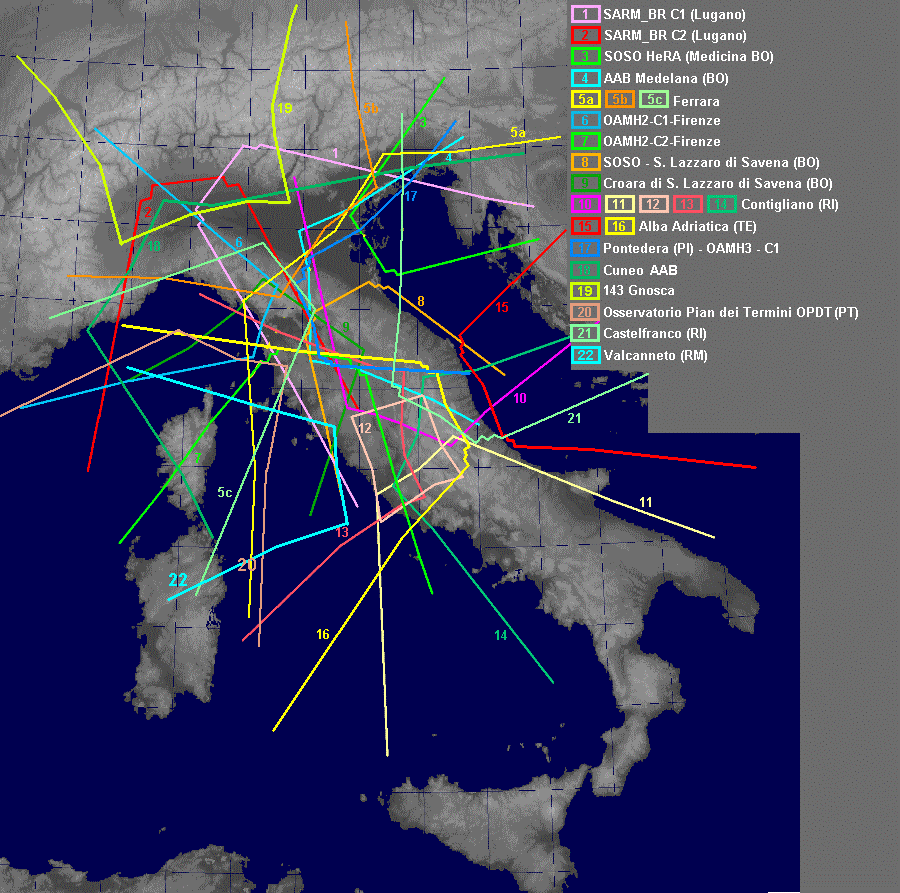 1 SARM_BR C1 (Lugano)
2 SARM_BR C2 (Lugano)
3 SOSO HeRA (Medicina BO)
4 AAB Medelana (BO)
5a 5b 5c Ferrara
6 OAMH2-C1-Firenze
7 OAMH2-C2-Firenze
8 SOSO - S. Lazzaro di Savena (BO)
9 Croara di S. Lazzaro di Savena (BO)
10 11 12 13 14 Contigliano (RI)
15 16 Alba Adriatica (TE)
17 Pontedera (PI) - OAMH3 - C1
18 Cuneo AAB
19 143 Gnosca
20 Osservatorio Pian dei Termini OPDT (PT)
21 Castelfranco (RI)
22 Valcanneto (RM)
19
5b
3
5a
1
4
17
2
18
6
8
15
9
10
21
12
7
5c
11
13
20
22
16
14